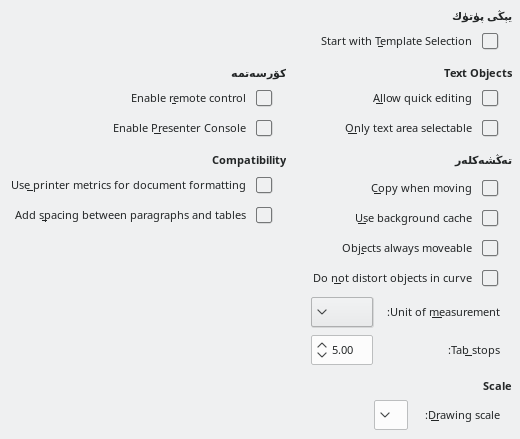 يېڭى پۈتۈك
Start with Template Selection
Text Objects
Allow quick editing
Only text area selectable
تەڭشەكلەر
Copy when moving
Use background cache
Objects always moveable
Do not distort objects in curve
Unit of measurement:
Tab stops:
5.00
Scale
Drawing scale:
كۆرسەتمە
Enable remote control
Enable Presenter Console
Compatibility
Use printer metrics for document formatting
Add spacing between paragraphs and tables